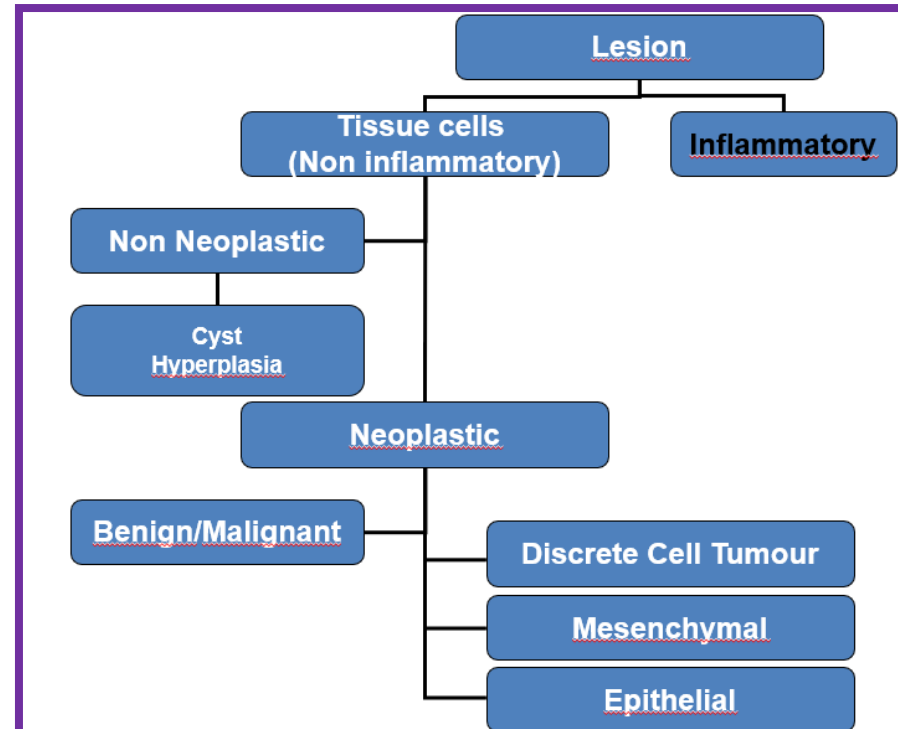 Lesion
Tissue cells
(Non inflammatory)
Inflammatory
Non Neoplastic
Cyst
Hyperplasia
Neoplastic
Benign/Malignant
Discrete Cell Tumour
Mesenchymal
Epithelial